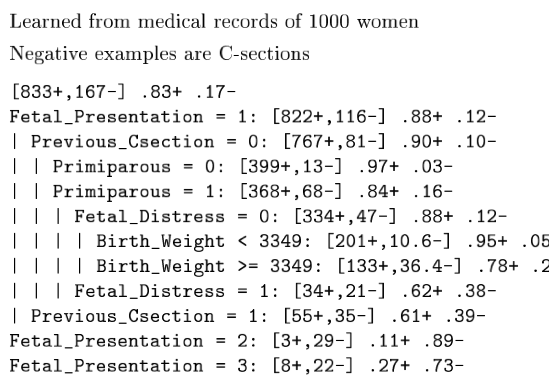 Learned from medical records of 1000 women
Negative examples are C-sections
[833+,167-] .83+ .17-
Fetal_Presentation = 1: [822+,116-] .88+ .12-
| Previous_Csection = 0: [767+,81-] .90+ .10-
| | Primiparous = 0: [399+,13-] .97+ .03-
| | Primiparous = 1: [368+,68-] .84+ .16-
| | | Fetal_Distress = 0: [334+,47-] .88+ .12-
| | | | Birth_Weight < 3349: [201+,10.6-] .95+ .05
| | | | Birth_Weight >= 3349: [133+,36.4-] .78+ .2
| | | Fetal_Distress = 1: [34+,21-] .62+ .38-
| Previous_Csection = 1: [55+,35-] .61+ .39-
Fetal_Presentation = 2: [3+,29-] .11+ .89-
Fetal_Presentation = 3: [8+,22-] .27+ .73-